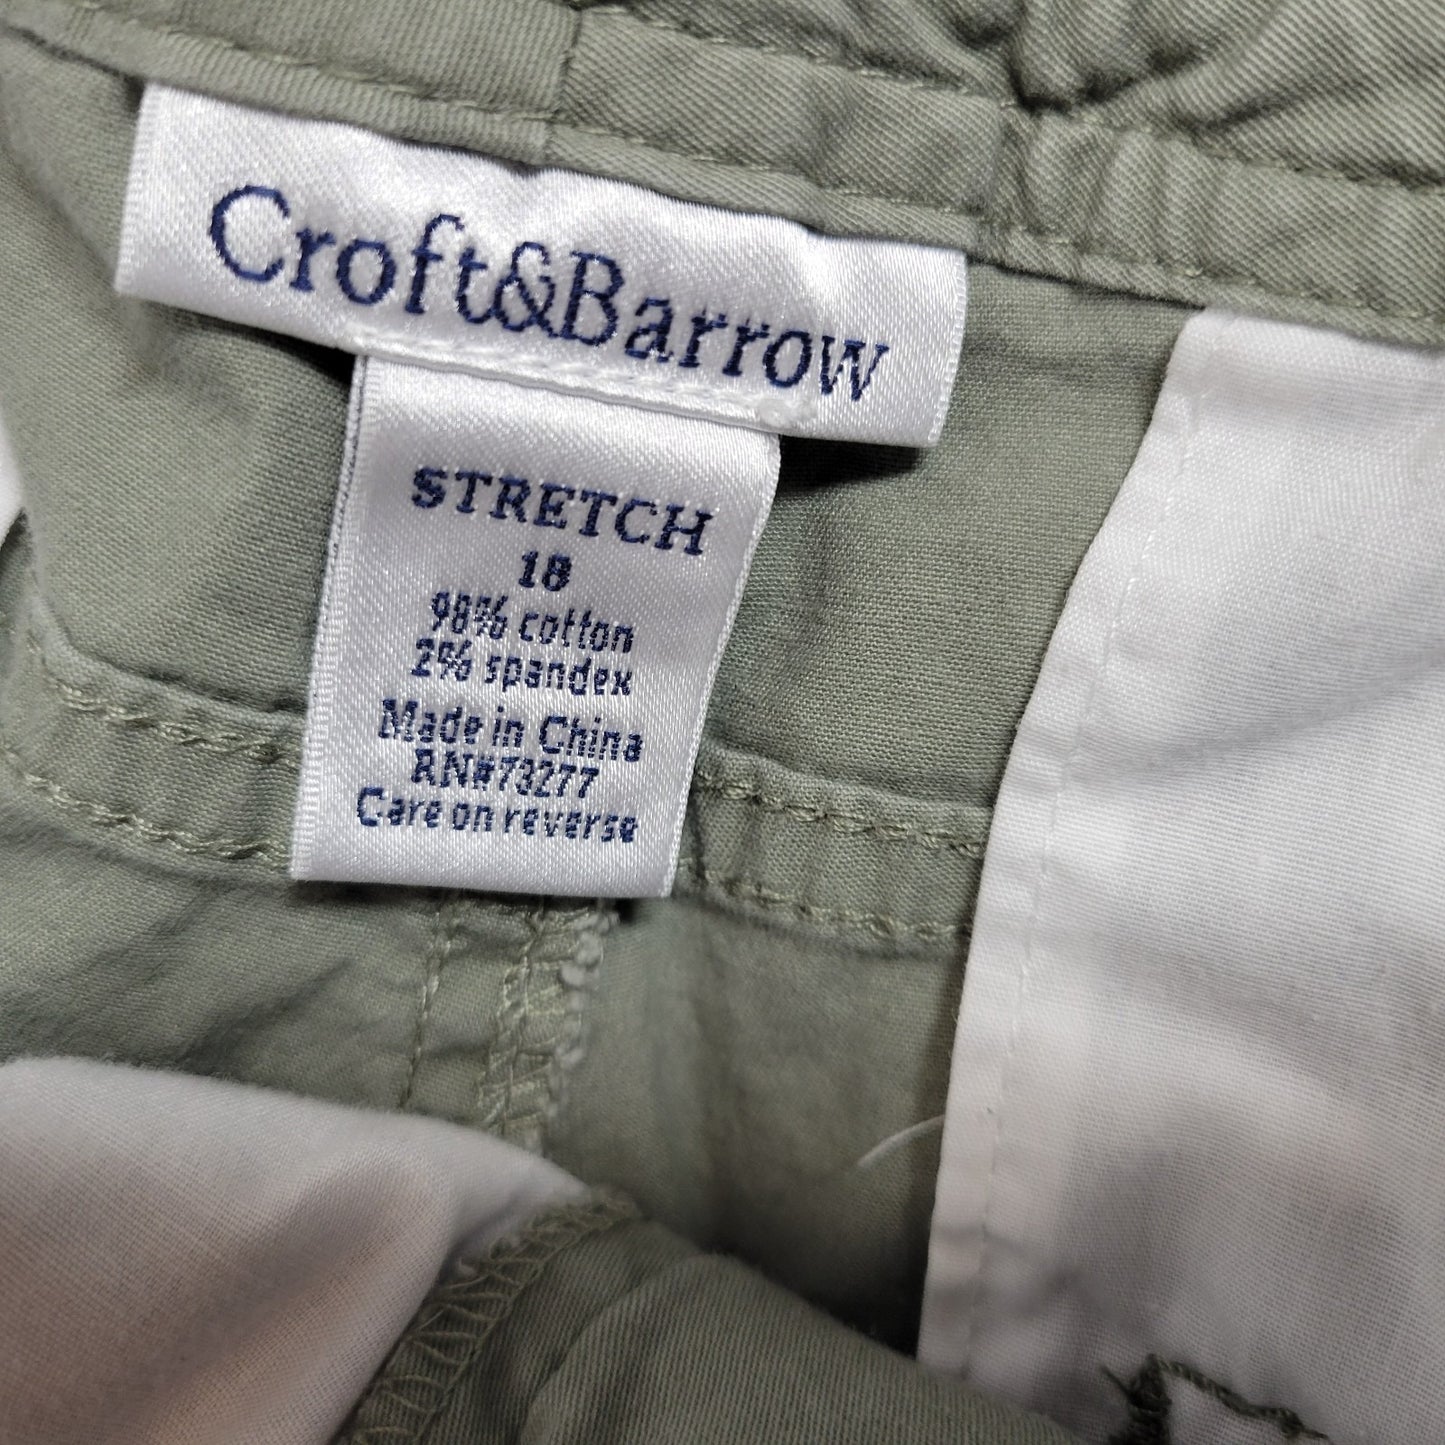 Croft&Barrow
STRETCH
18
98% cotton
2% spandex
Made in China
RN#73277
Care on reverse